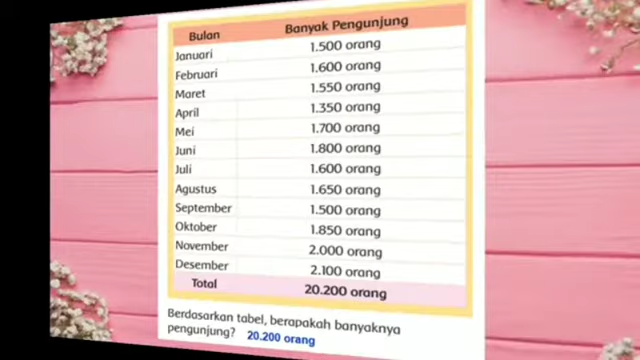 Bulan Banyak Pengunjung
Januari 1.500 orang
Februari 1.600 orang
Maret 1.550 orang
April 1.350 orang
Mei 1.700 orang
Juni 1.800 orang
Juli 1.600 orang
Agustus 1.650 orang
September 1.500 orang
Oktober 1.850 orang
November 2.000 orang
Desember 2.100 orang
Total 20.200 orang
Berdasarkan tabel, berapakah banyaknya
pengunjung? 20.200 orang